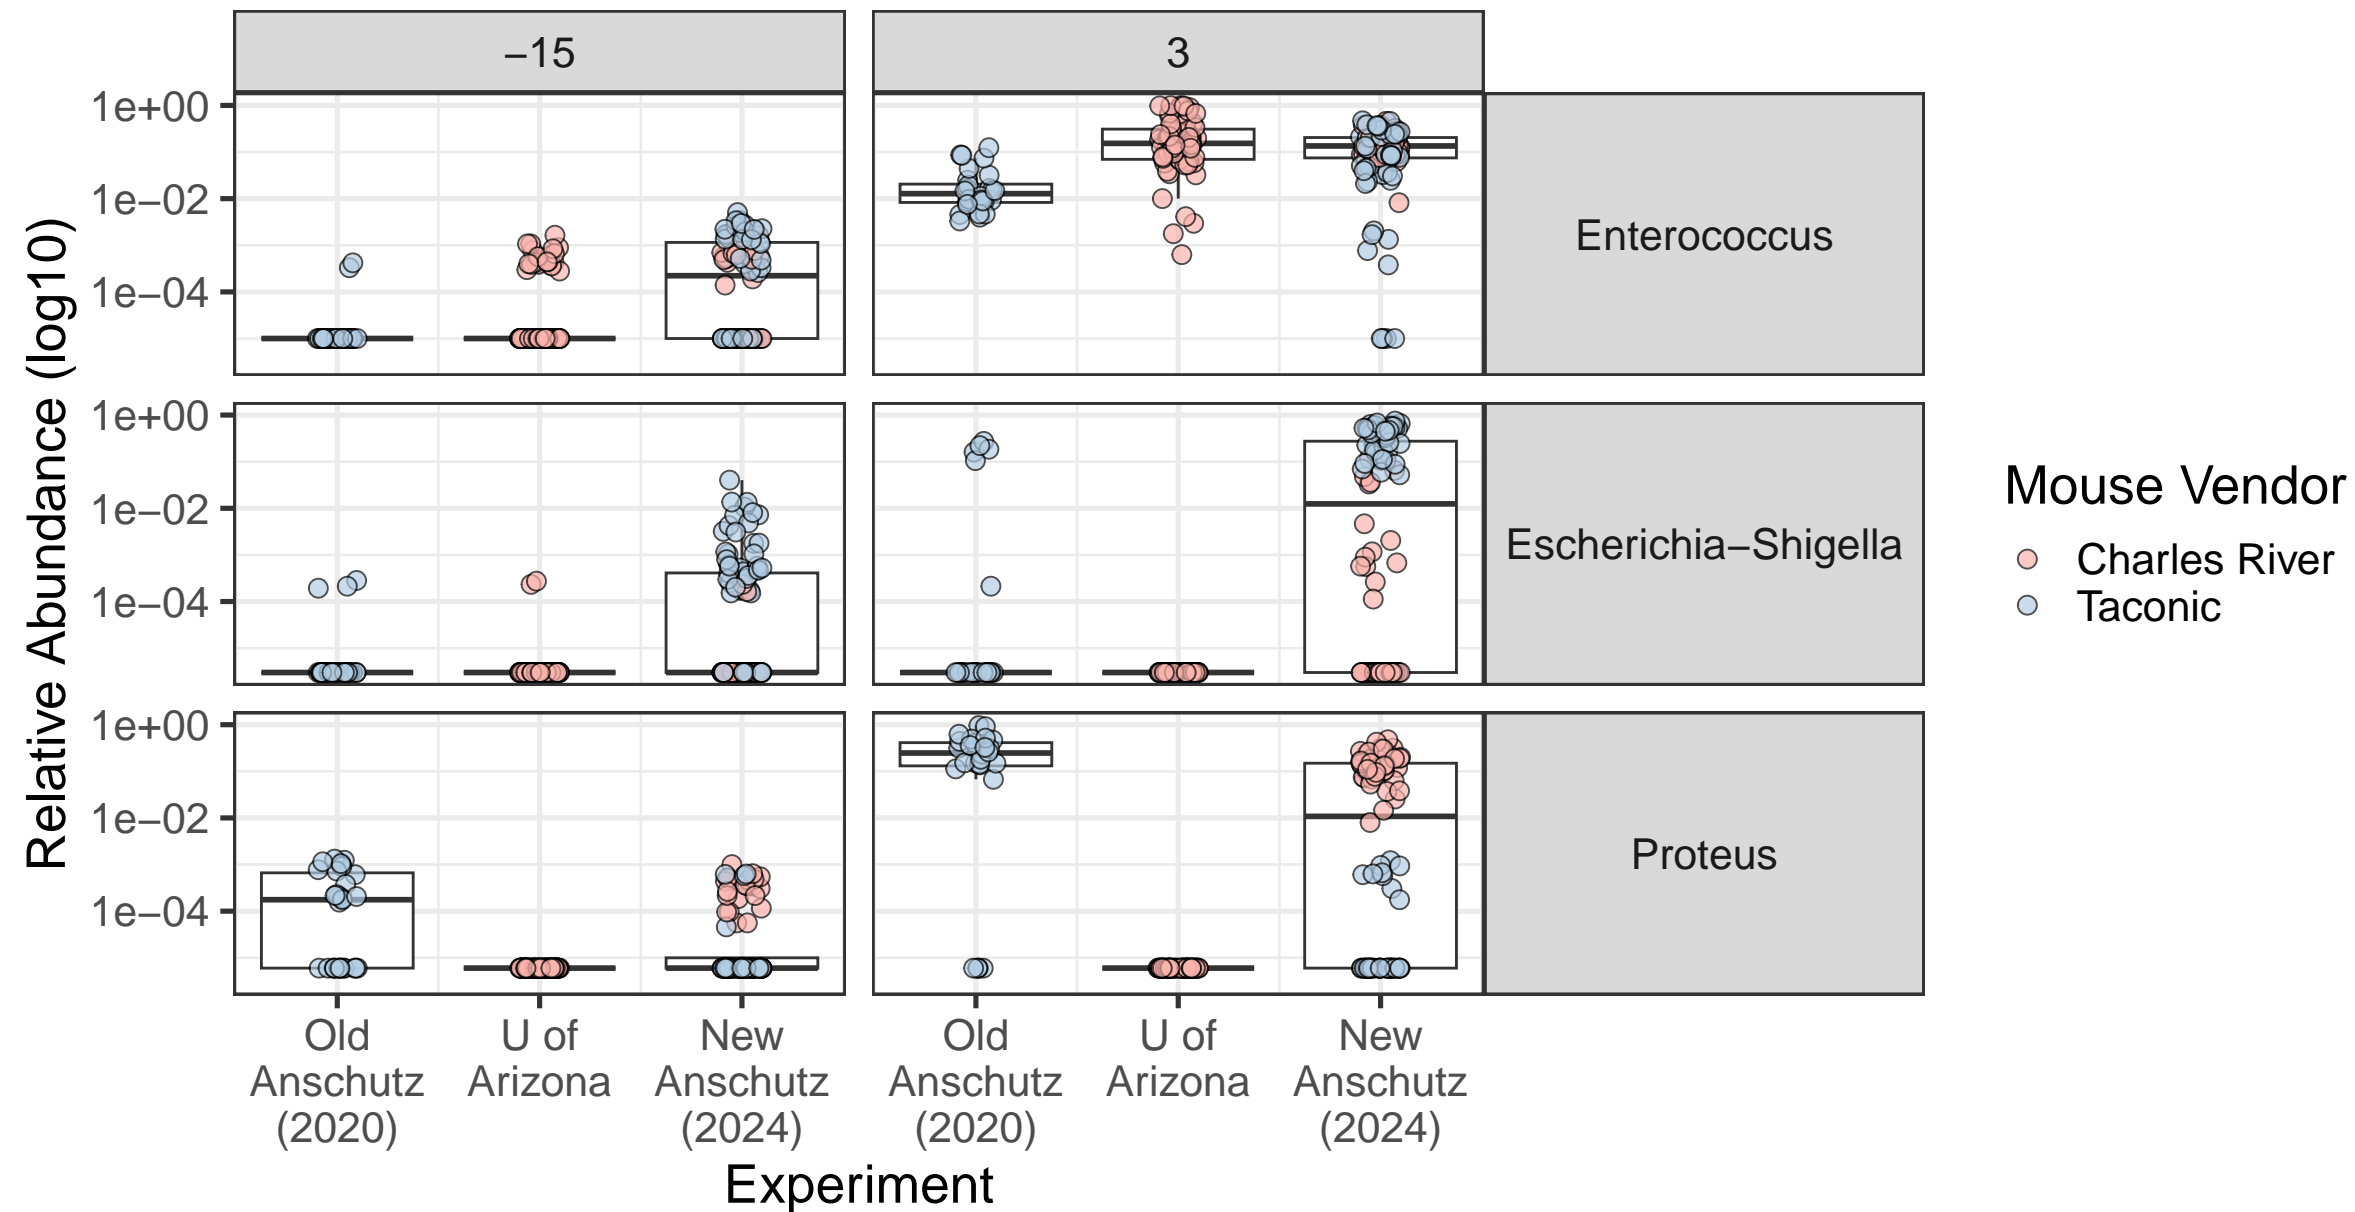 −15
3
1e+00
1e−02
1e−04
Enterococcus
1e+00
1e−02
1e−04
Escherichia−Shigella
1e+00
1e−02
1e−04
Proteus
Relative Abundance (log10)
Old
Anschutz
(2020)
U of
Arizona
New
Anschutz
(2024)
Old
Anschutz
(2020)
U of
Arizona
New
Anschutz
(2024)
Experiment
Mouse Vendor
Charles River
Taconic